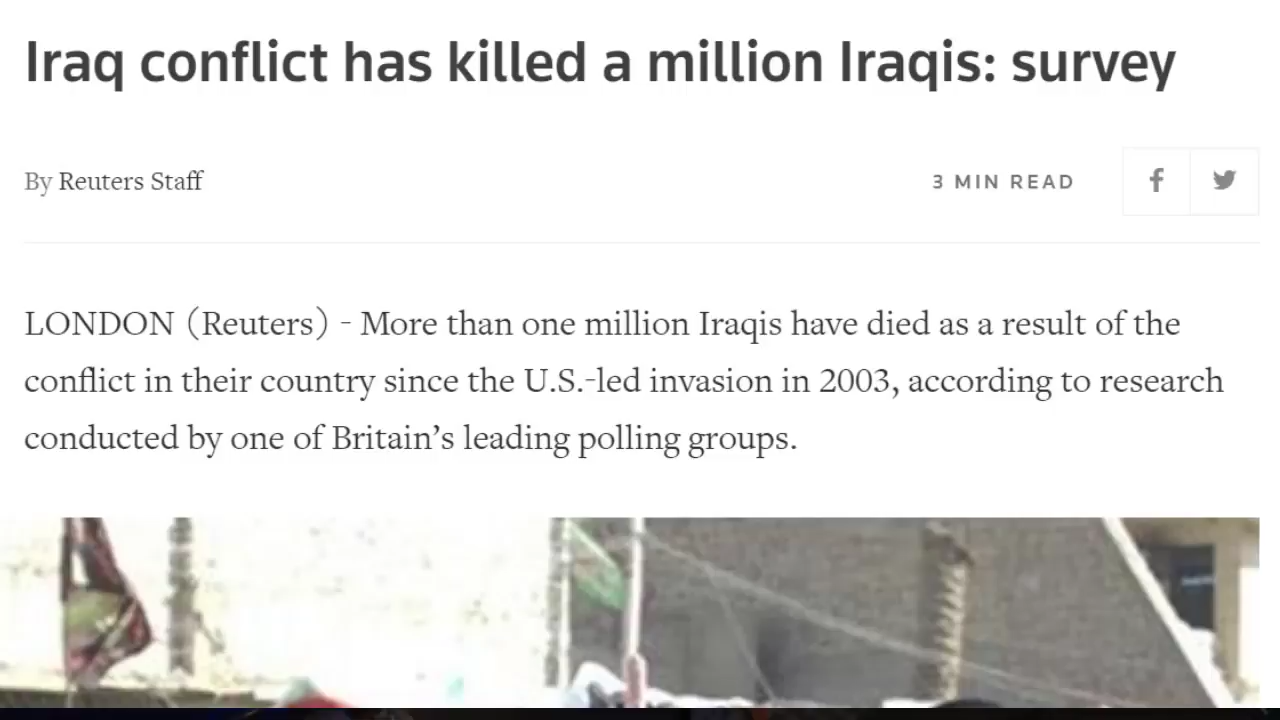 Iraq conflict has killed a million Iraqis: survey
By Reuters Staff
3 MIN READ
LONDON (Reuters) - More than one million Iraqis have died as a result of the
conflict in their country since the U.S.-led invasion in 2003, according to research
conducted by one of Britain’s leading polling groups.